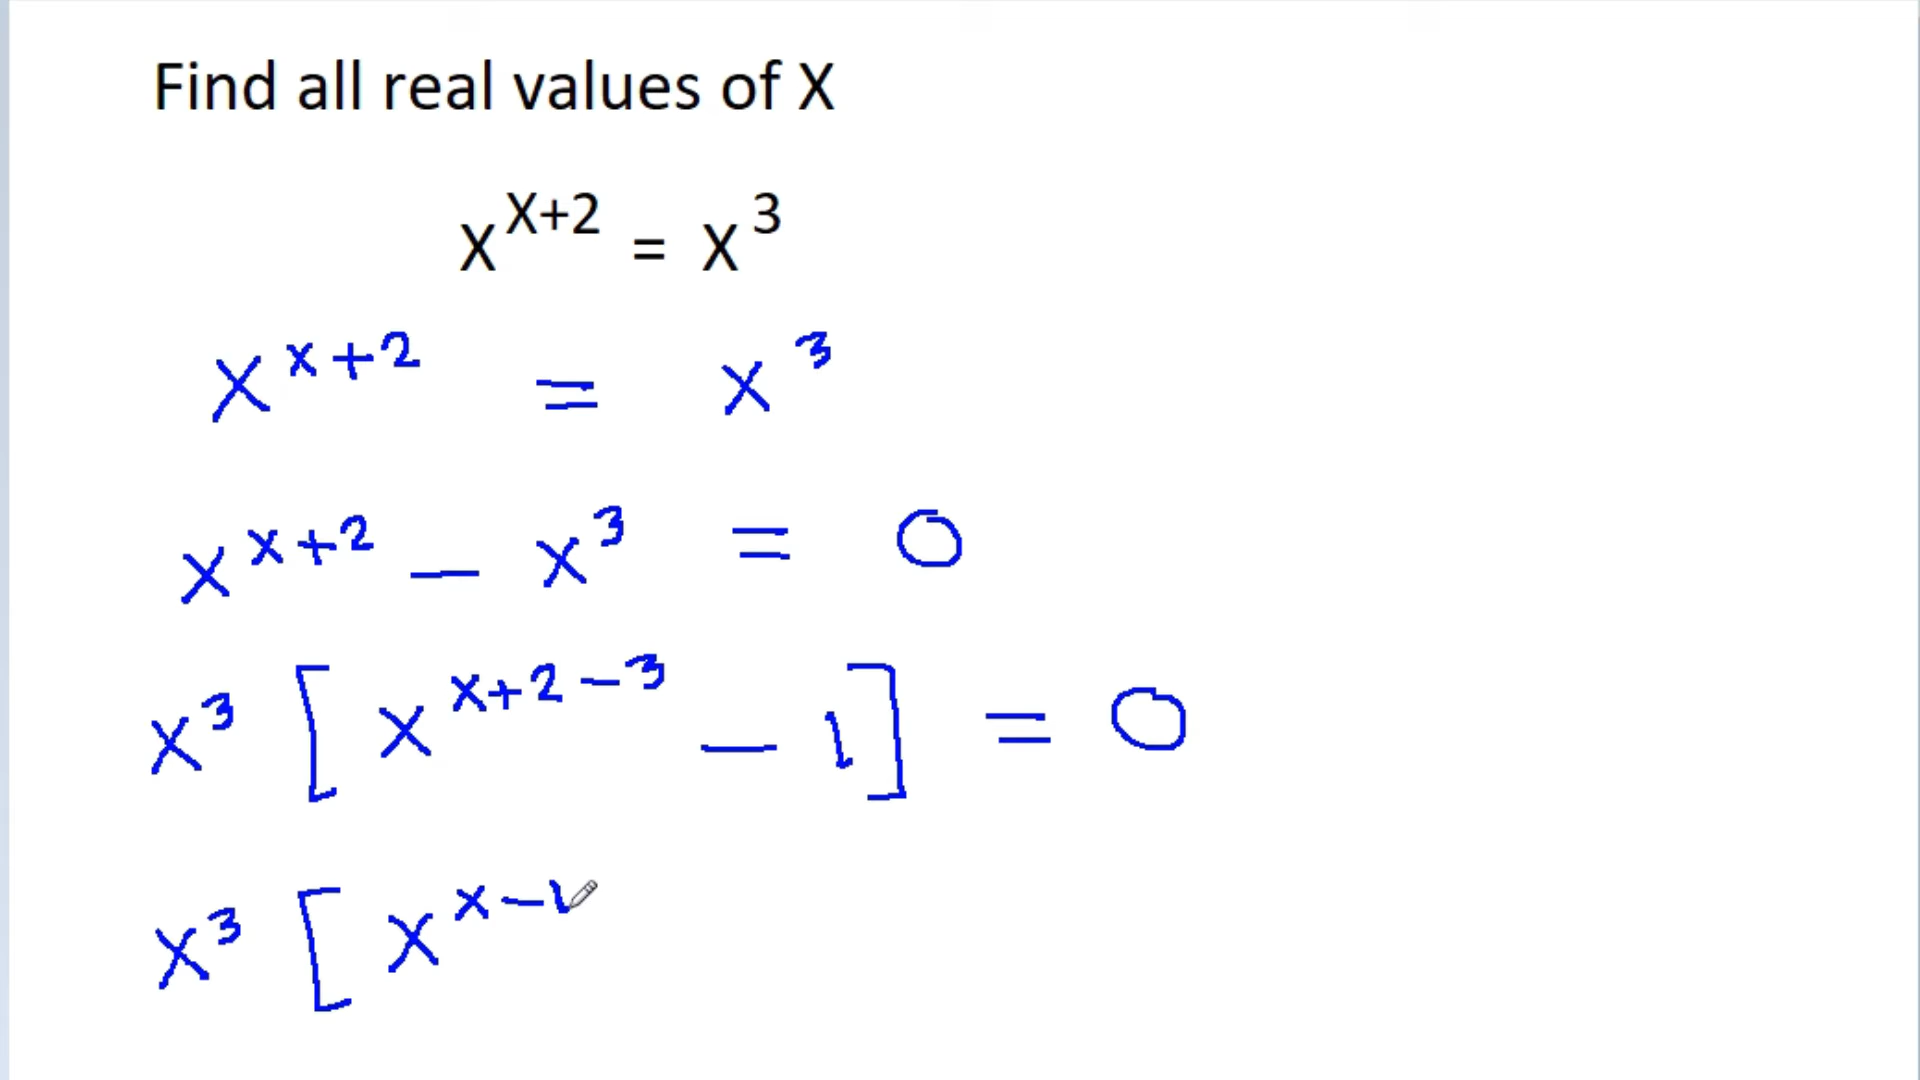 Find all real values of X
X^X+2 = X^3
x^x+2 = x^3
x^x+2 - x^3 = 0
x^3 [ x^x+2-3 - 1 ] = 0
x^3 [ x^x-1